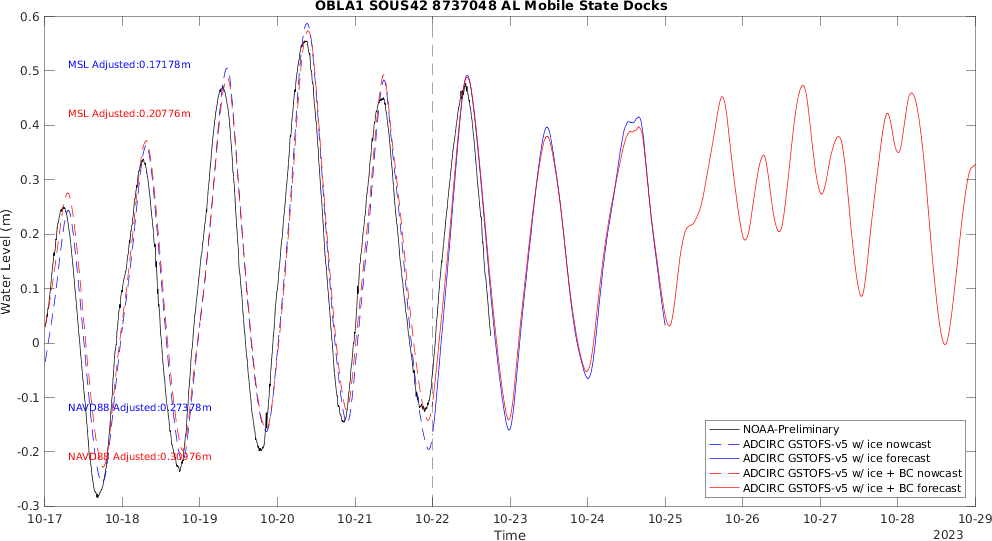 OBLA1 SOUS42 8737048 AL Mobile State Docks
0.6
0.5
0.4
0.3
0.2
0.1
0
-0.1
-0.2
-0.3
Water Level (m)
MSL Adjusted:0.17178m
MSL Adjusted:0.20776m
NAVD88 Adjusted:0.27378m
NAVD88 Adjusted:0.30976m
NOAA-Preliminary
ADCIRC GSTOFS-v5 w/ ice nowcast
ADCIRC GSTOFS-v5 w/ ice forecast
ADCIRC GSTOFS-v5 w/ ice + BC nowcast
ADCIRC GSTOFS-v5 w/ ice + BC forecast
10-17 10-18 10-19 10-20 10-21 10-22 10-23 10-24 10-25 10-26 10-27 10-28 10-29
Time
2023